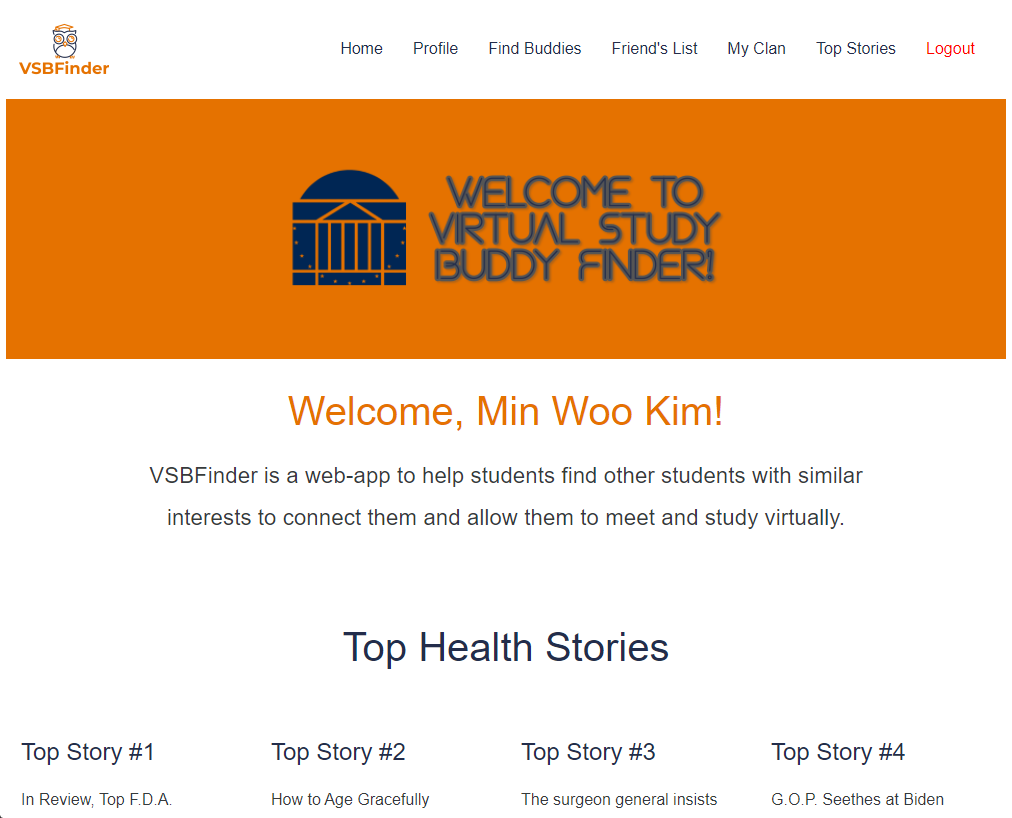 VSBFinder
Home Profile Find Buddies Friend's List My Clan Top Stories Logout
WELCOME TO
VIRTUAL STUDY
BUDDY FINDER!
Welcome, Min Woo Kim!
VSBFinder is a web-app to help students find other students with similar
interests to connect them and allow them to meet and study virtually.
Top Health Stories
Top Story #1
In Review, Top F.D.A.
Top Story #2
How to Age Gracefully
Top Story #3
The surgeon general insists
Top Story #4
G.O.P. Seethes at Biden